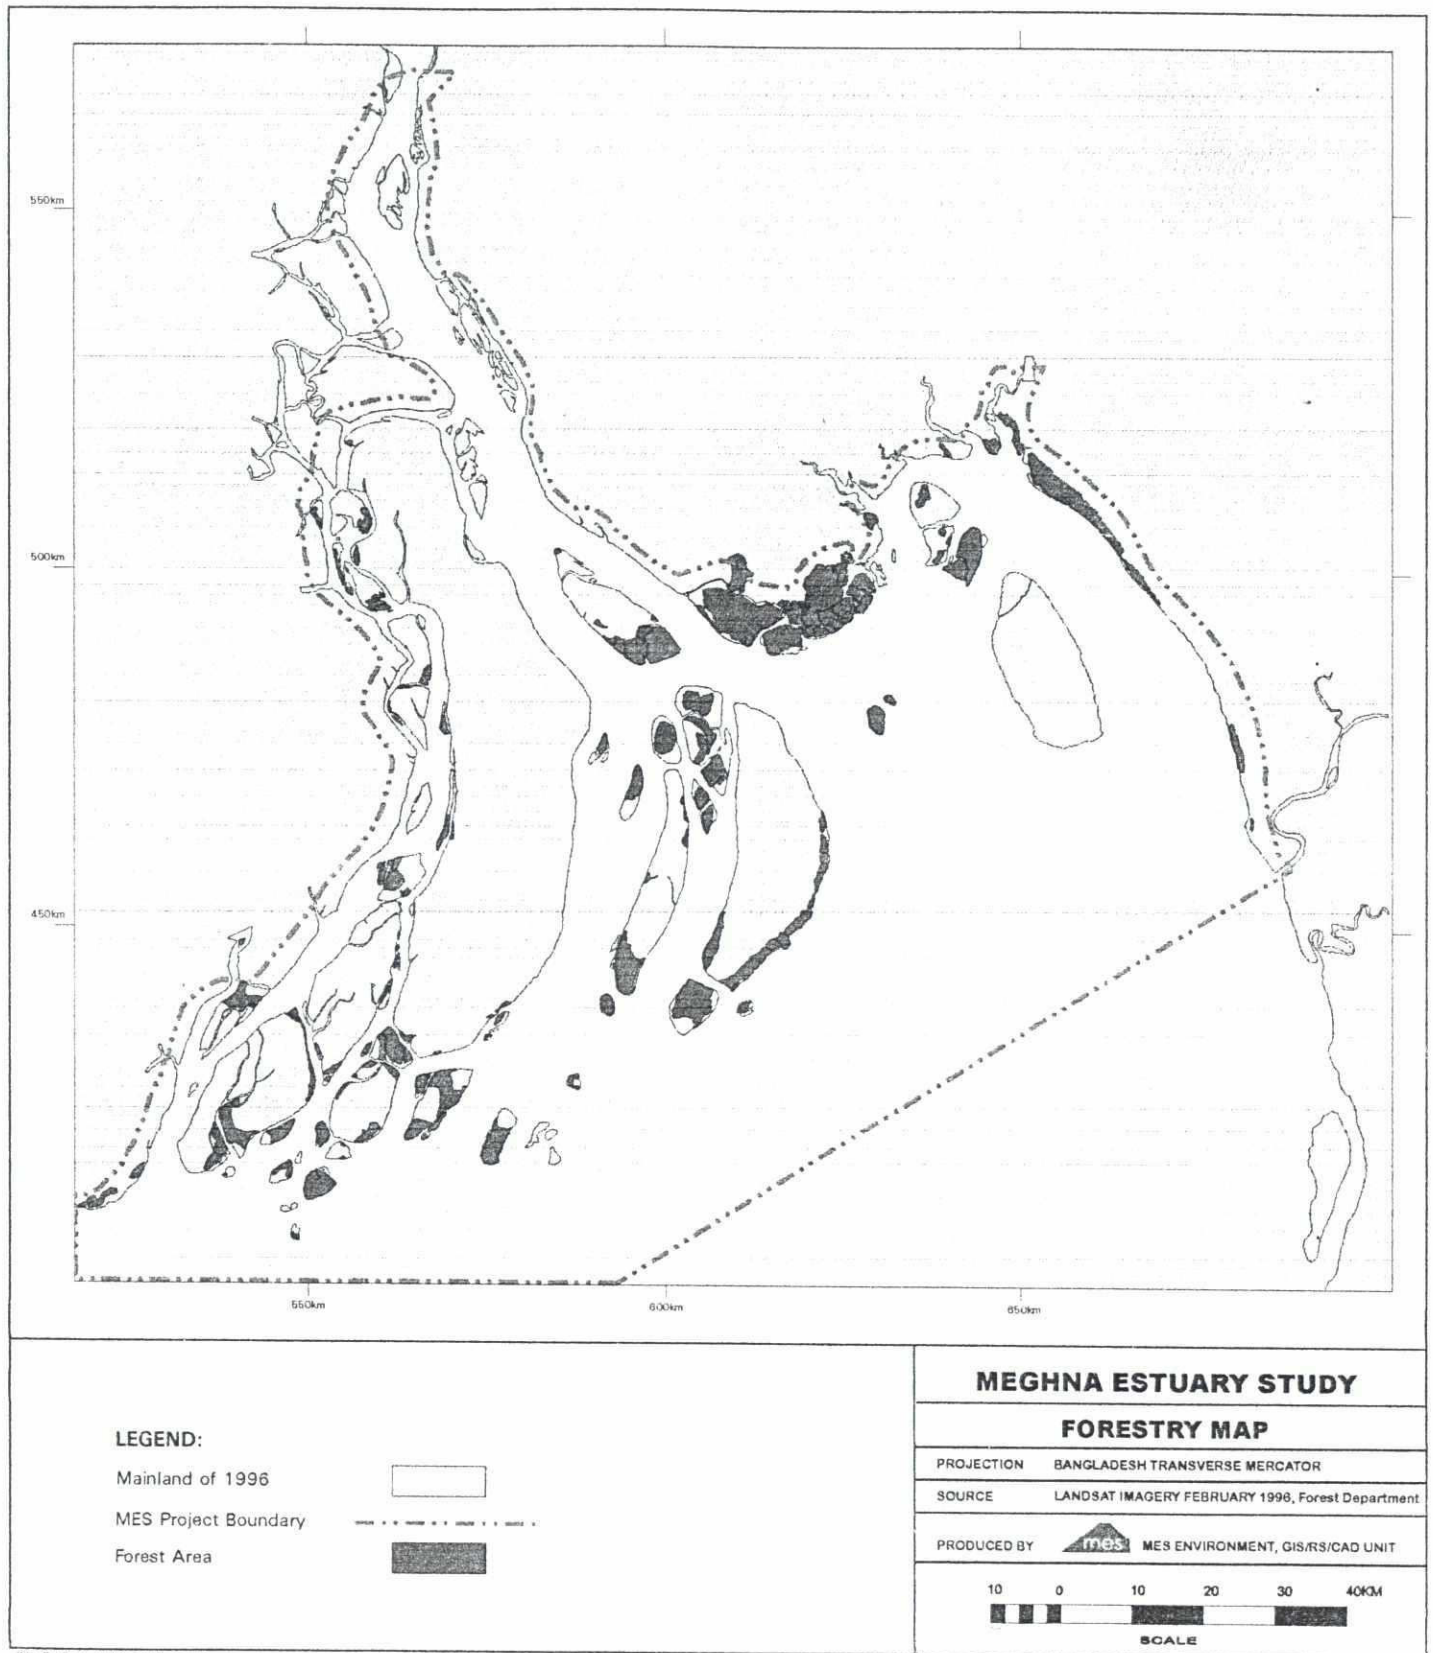 550km
500km
450km
550km 600km 650km
LEGEND:
Mainland of 1996
MES Project Boundary
Forest Area
MEGHNA ESTUARY STUDY
FORESTRY MAP
PROJECTION BANGLADESH TRANSVERSE MERCATOR
SOURCE LANDSAT IMAGERY FEBRUARY 1996, Forest Department
PRODUCED BY mes MES ENVIRONMENT, GIS/RS/CAD UNIT
10 0 10 20 30 40KM
SCALE